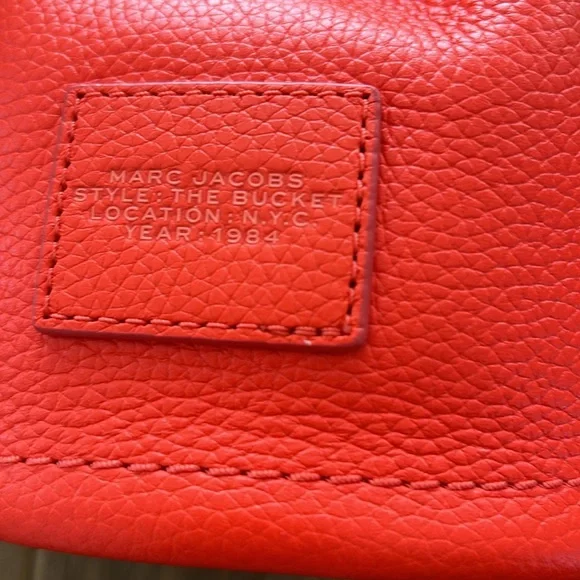 MARC JACOBS
STYLE: THE BUCKET
LOCATION: N.Y.C
YEAR: 1984